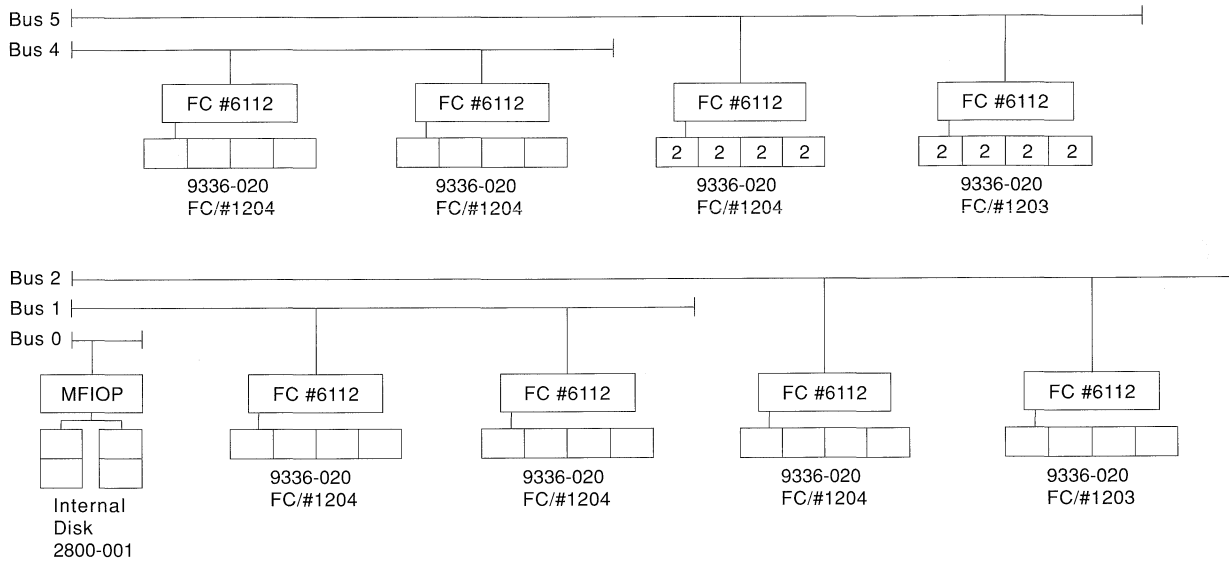 Bus 5
Bus 4
FC #6112
FC #6112
FC #6112
FC #6112
2 2 2 2
2 2 2 2
9336-020
FC/#1204
9336-020
FC/#1204
9336-020
FC/#1204
9336-020
FC/#1203
Bus 2
Bus 1
Bus 0
MFIOP
FC #6112
FC #6112
FC #6112
FC #6112
9336-020
FC/#1204
9336-020
FC/#1204
9336-020
FC/#1204
9336-020
FC/#1203
Internal
Disk
2800-001